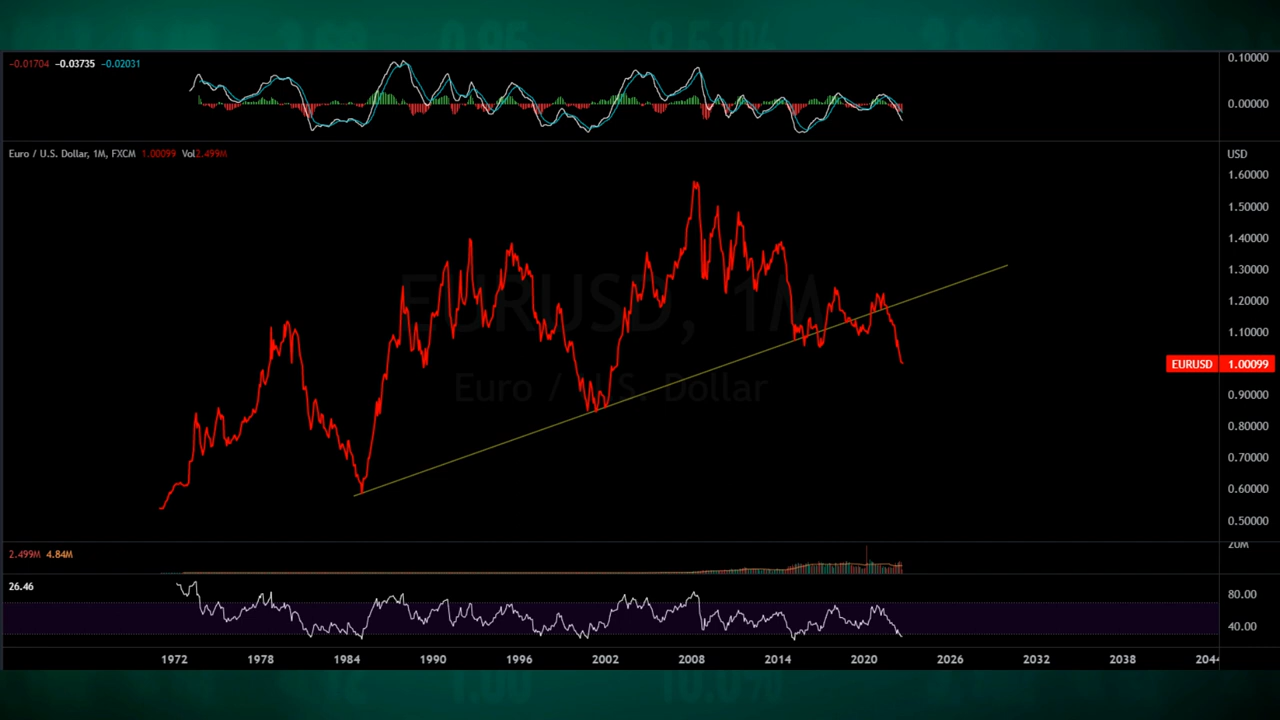 -0.01704 -0.03735 -0.02031
0.10000
0.00000
Euro / U.S. Dollar, 1M, FXCM 1.00099 Vol2.499M
USD
1.60000
1.50000
1.40000
1.30000
1.20000
1.10000
EURUSD 1.00099
0.90000
0.80000
0.70000
0.60000
0.50000
EURUSD, 1M
Euro / U.S. Dollar
2.499M 4.84M
20M
26.46
80.00
40.00
1972 1978 1984 1990 1996 2002 2008 2014 2020 2026 2032 2038 2044